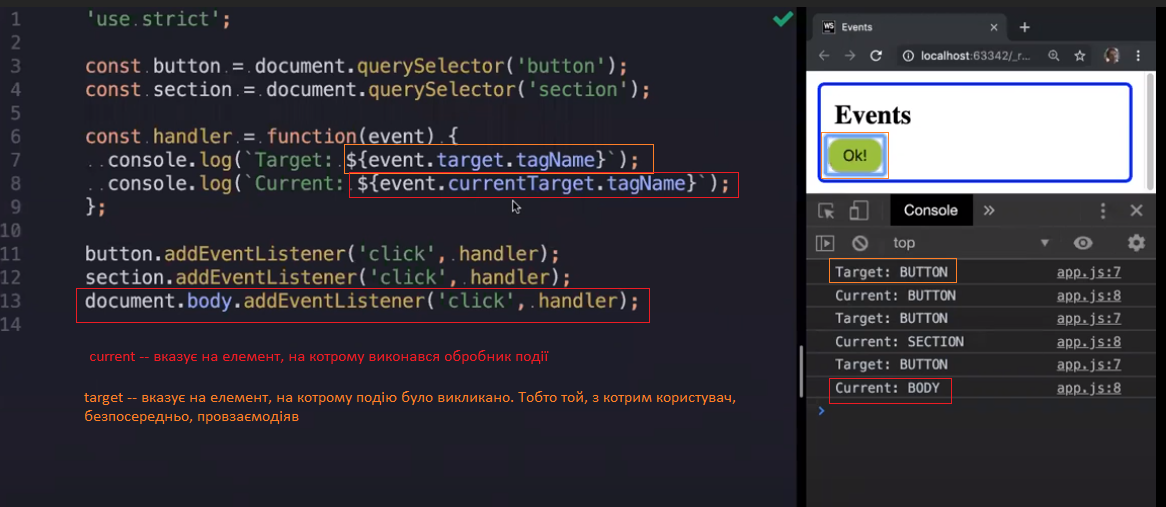 1 'use strict';
2
3 const button = document.querySelector('button');
4 const section = document.querySelector('section');
5
6 const handler = function(event) {
7 console.log(`Target: ${event.target.tagName}`);
8 console.log(`Current: ${event.currentTarget.tagName}`);
9 };
10
11 button.addEventListener('click', handler);
12 section.addEventListener('click', handler);
13 document.body.addEventListener('click', handler);
14
current -- вказує на елемент, на котрому виконався обробник події
target -- вказує на елемент, на котрому подію було викликано. Тобто той, з котрим користувач,
безпосередньо, провзаємодіяв
WS Events
localhost:63342/_r...
Events
Ok!
Console
top
Target: BUTTON app.js:7
Current: BUTTON app.js:8
Target: BUTTON app.js:7
Current: SECTION app.js:8
Target: BUTTON app.js:7
Current: BODY app.js:8